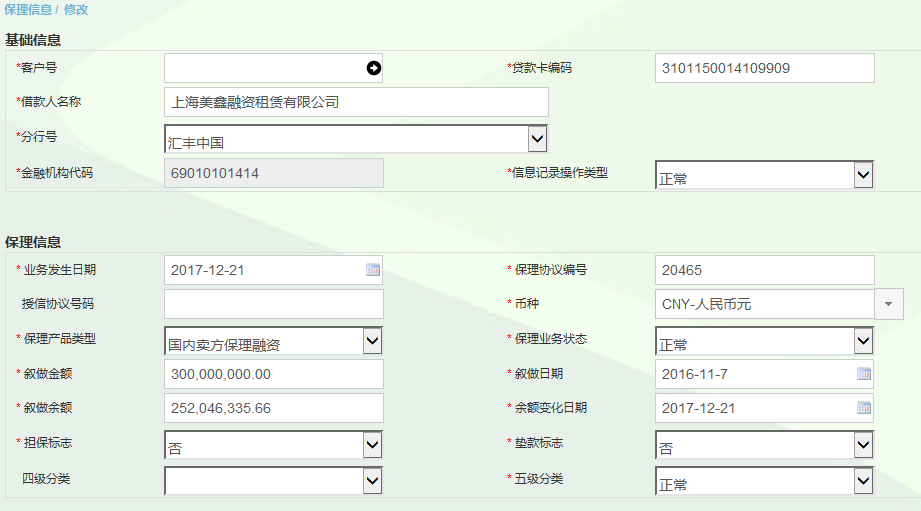 保理信息 / 修改
基础信息
*客户号 *贷款卡编码 3101150014109909
*借款人名称 上海美鑫融资租赁有限公司
*分行号 汇丰中国
*金融机构代码 69010101414 *信息记录操作类型 正常
保理信息
* 业务发生日期 2017-12-21 * 保理协议编号 20465
授信协议号码 * 币种 CNY-人民币元
* 保理产品类型 国内卖方保理融资 * 保理业务状态 正常
* 叙做金额 300,000,000.00 * 叙做日期 2016-11-7
* 叙做余额 252,046,335.66 * 余额变化日期 2017-12-21
* 担保标志 否 * 垫款标志 否
四级分类 * 五级分类 正常